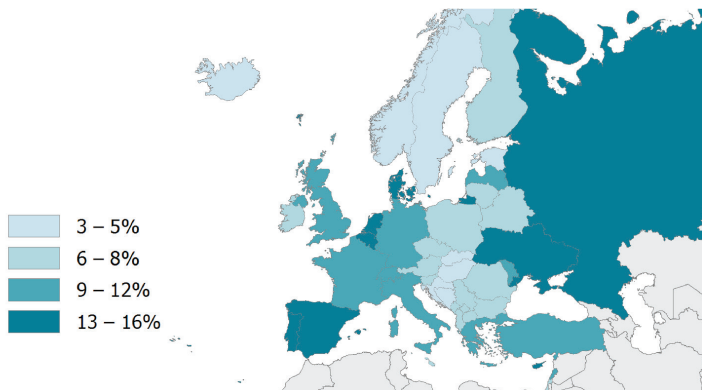 3 – 5%
6 – 8%
9 – 12%
13 – 16%